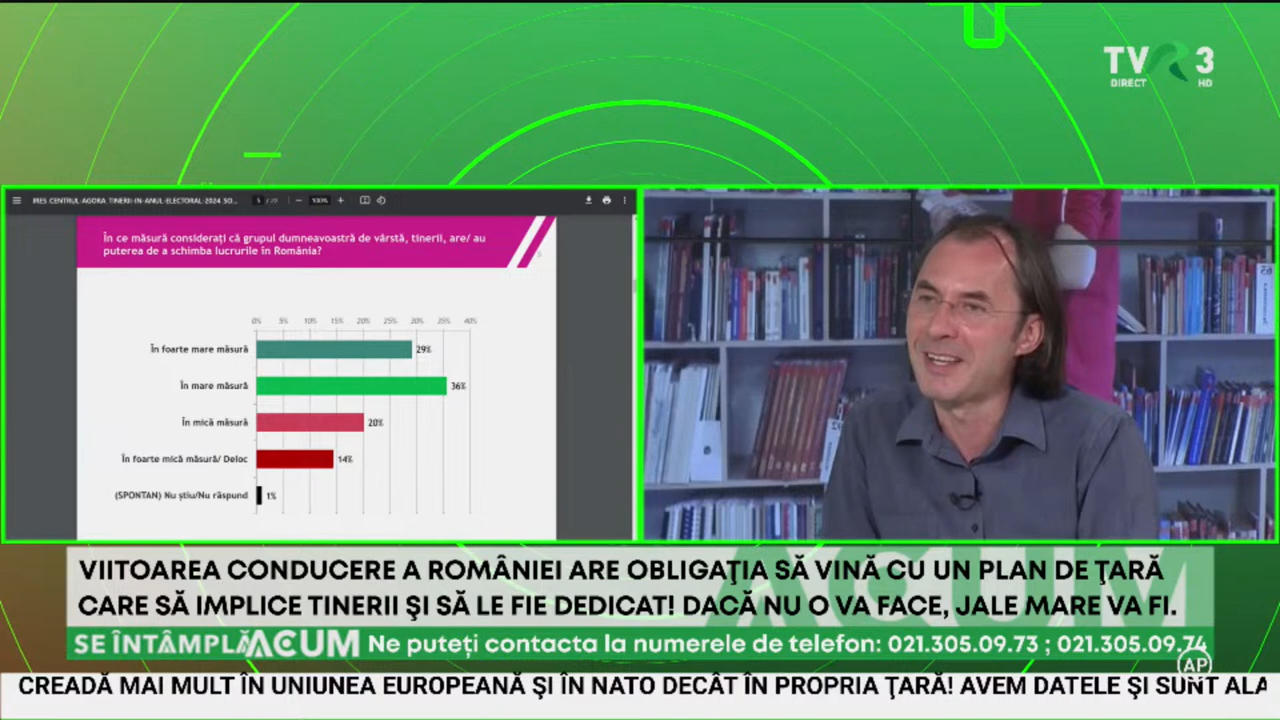 TVR 3
DIRECT HD
IRES_CENTRUL-AGORA_TINERII-IN-ANUL-ELECTORAL-2024_SO...
5
100%
În ce măsură considerați că grupul dumneavoastră de vârstă, tinerii, are/ au
puterea de a schimba lucrurile în România?
0% 5% 10% 15% 20% 25% 30% 35% 40%
În foarte mare măsură 29%
În mare măsură 36%
În mică măsură 20%
În foarte mică măsură/ Deloc 14%
(SPONTAN) Nu știu/Nu răspund 1%
VIITOAREA CONDUCERE A ROMÂNIEI ARE OBLIGAŢIA SĂ VINĂ CU UN PLAN DE ŢARĂ
CARE SĂ IMPLICE TINERII ŞI SĂ LE FIE DEDICAT! DACĂ NU O VA FACE, JALE MARE VA FI.
SE ÎNTÂMPLĂ ACUM Ne puteți contacta la numerele de telefon: 021.305.09.73 ; 021.305.09.74
AP
CREADĂ MAI MULT ÎN UNIUNEA EUROPEANĂ ŞI ÎN NATO DECÂT ÎN PROPRIA ŢARĂ! AVEM DATELE ŞI SUNT ALA